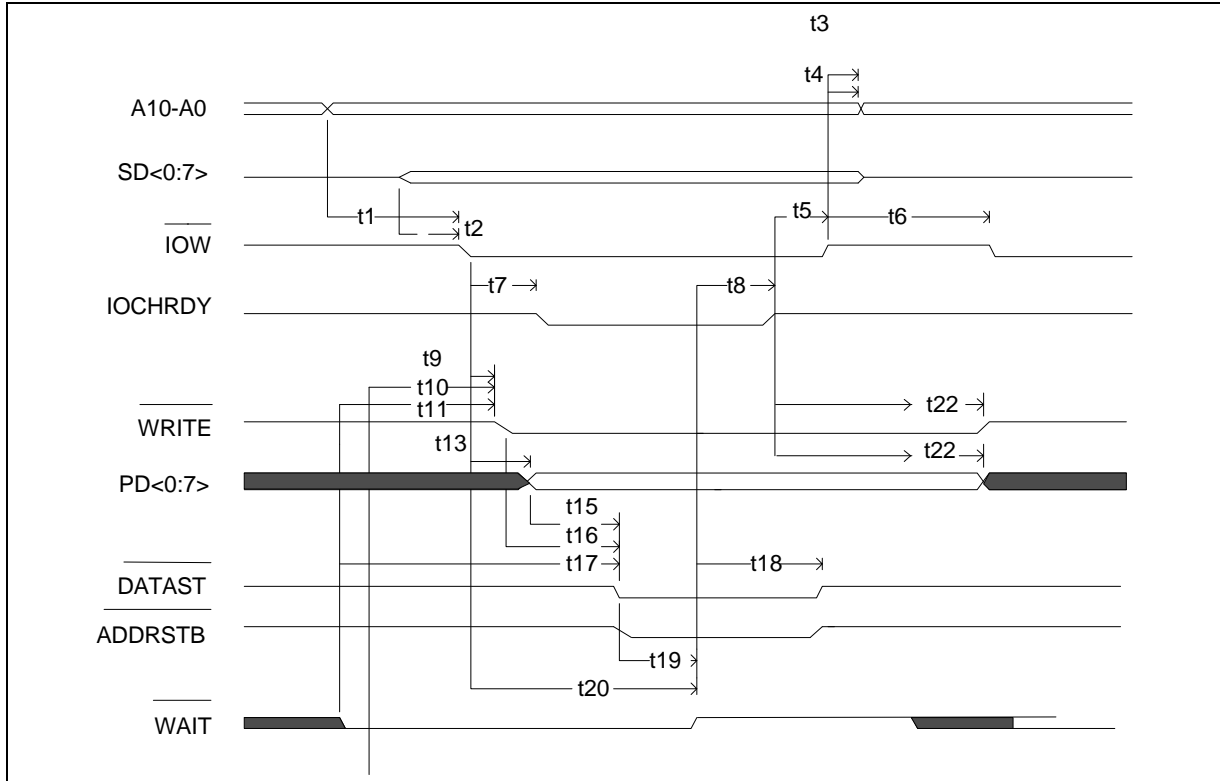 t3
t4
A10-A0
SD<0:7>
t1
t2
t5
t6
IOW
t7
t8
IOCHRDY
t9
t10
t11
t22
WRITE
t13
t22
PD<0:7>
t15
t16
t17
t18
DATAST
ADDRSTB
t19
t20
WAIT